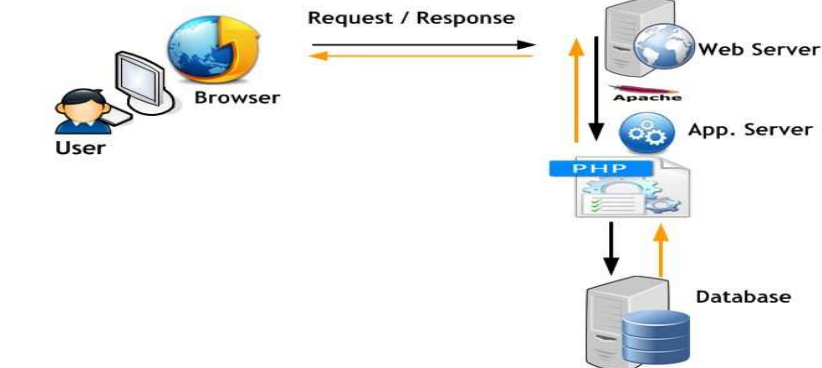 Request / Response
Web Server
Browser
Apache
User
App. Server
PHP
Database